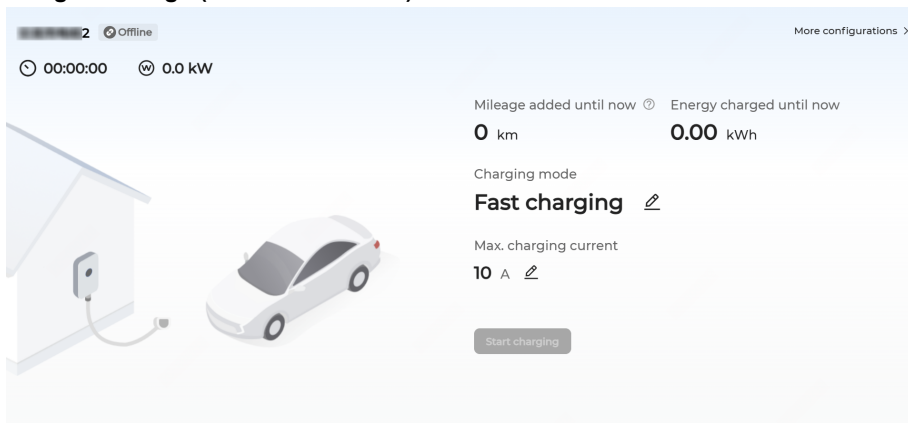 2 Offline
More configurations >
00:00:00 W 0.0 kW
Mileage added until now ? Energy charged until now
0 km 0.00 kWh
Charging mode
Fast charging
Max. charging current
10 A
Start charging